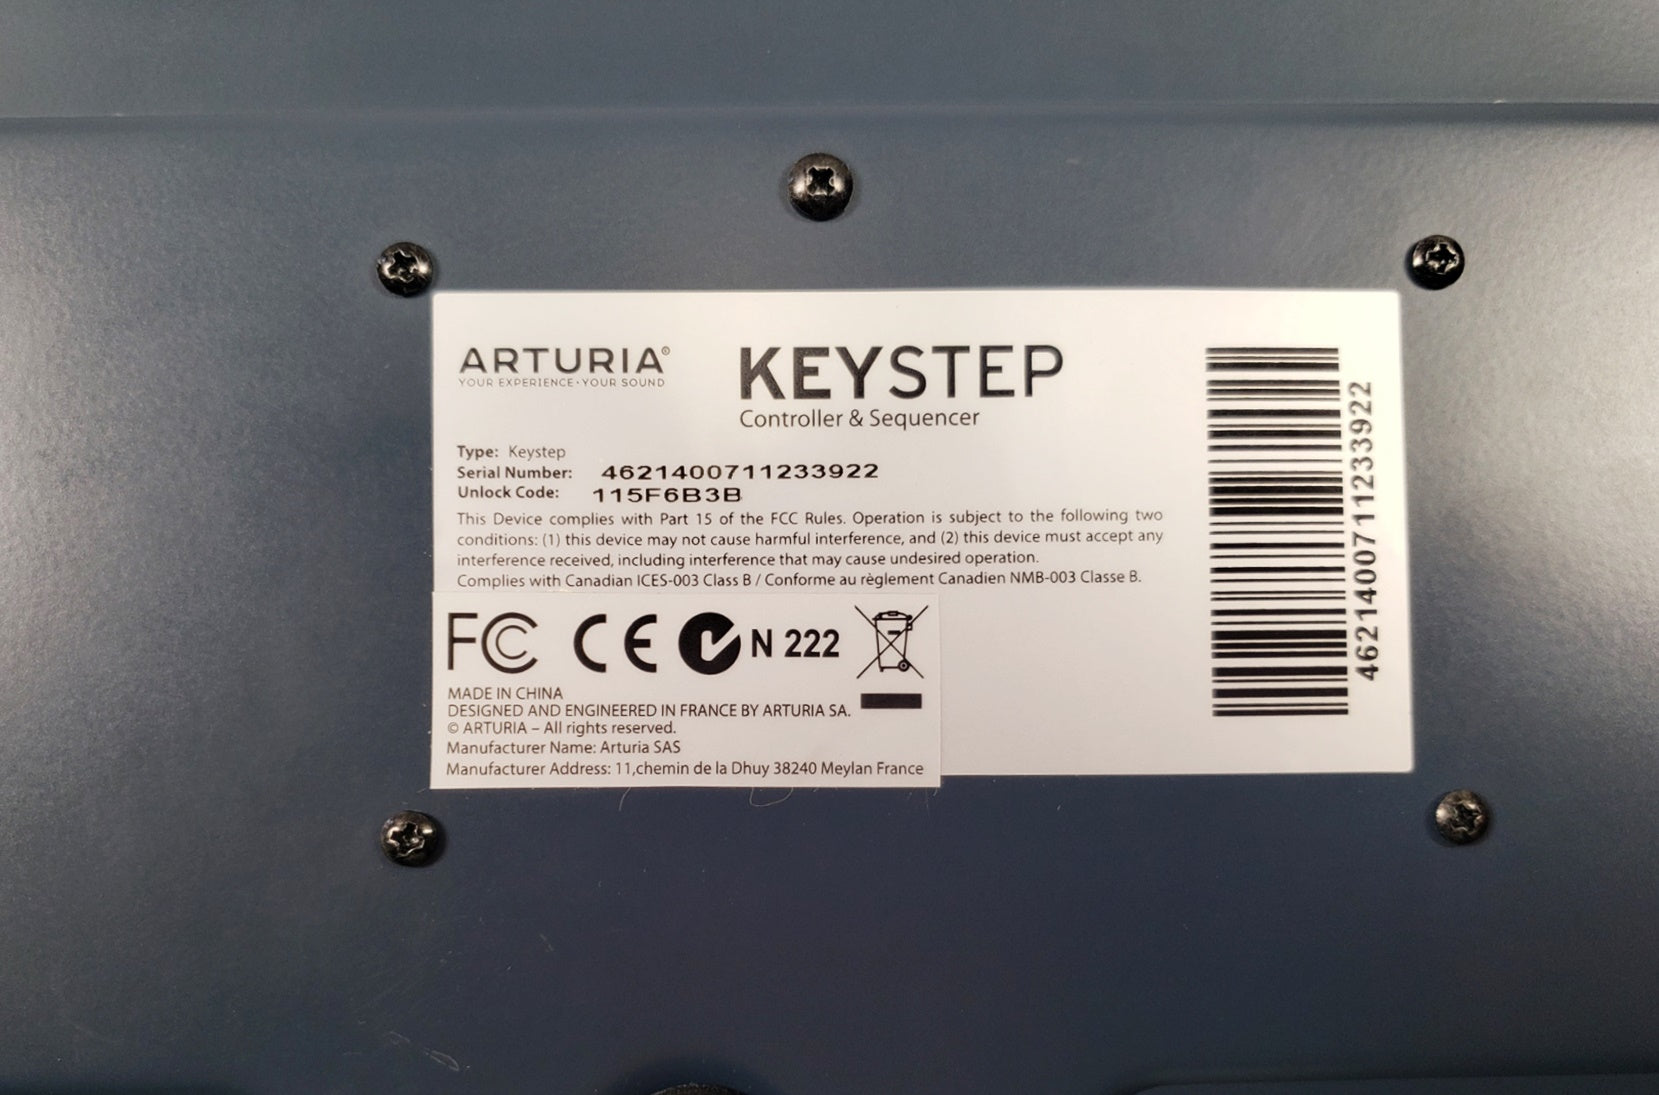 ARTURIA®
YOUR EXPERIENCE · YOUR SOUND
KEYSTEP
Controller & Sequencer
Type: Keystep
Serial Number: 4621400711233922
Unlock Code: 115F6B3B
This Device complies with Part 15 of the FCC Rules. Operation is subject to the following two
conditions: (1) this device may not cause harmful interference, and (2) this device must accept any
interference received, including interference that may cause undesired operation.
Complies with Canadian ICES-003 Class B / Conforme au règlement Canadien NMB-003 Classe B.
FC CE N 222
MADE IN CHINA
DESIGNED AND ENGINEERED IN FRANCE BY ARTURIA SA.
© ARTURIA – All rights reserved.
Manufacturer Name: Arturia SAS
Manufacturer Address: 11,chemin de la Dhuy 38240 Meylan France
4621400711233922